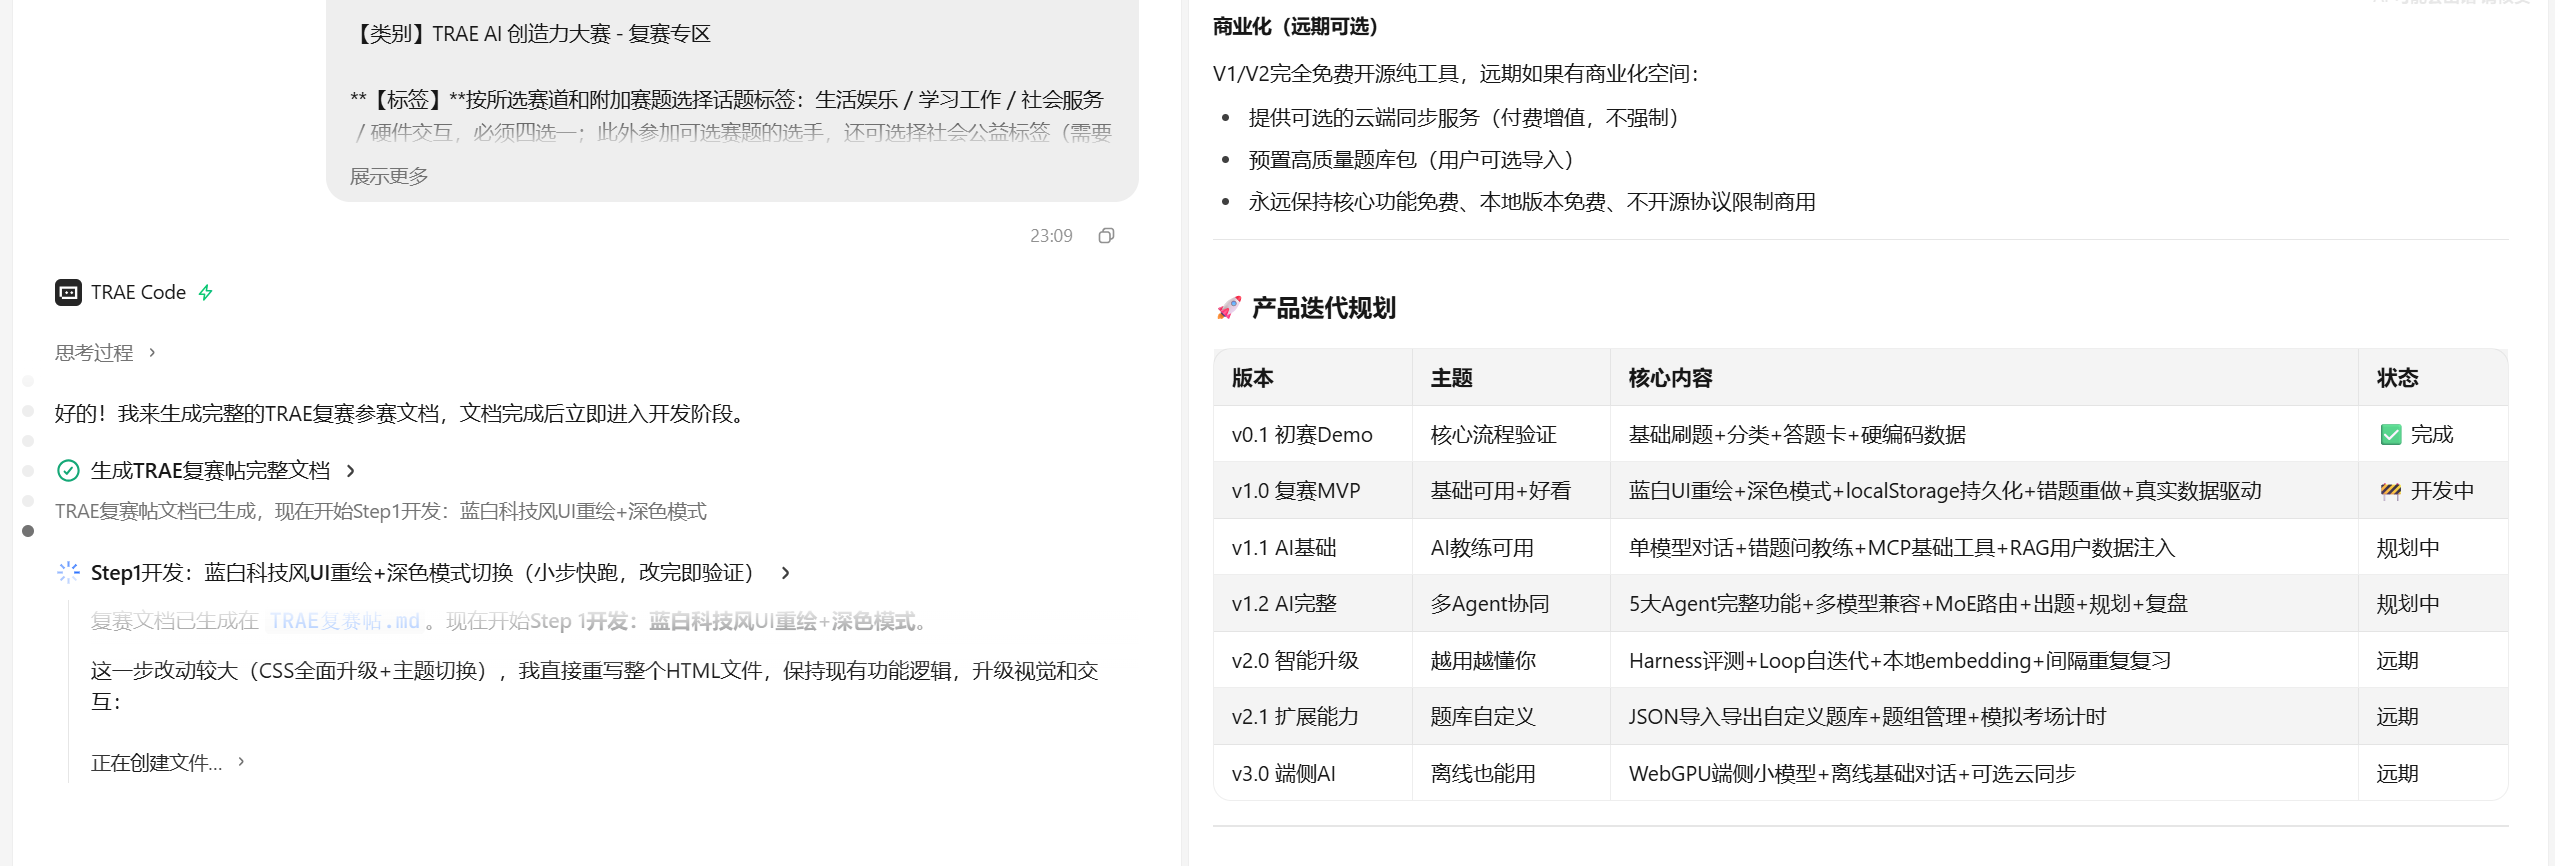 【类别】TRAE AI 创造力大赛 - 复赛专区
**【标签】**按所选赛道和附加赛题选择话题标签：生活娱乐 / 学习工作 / 社会服务
/ 硬件交互，必须四选一；此外参加可选赛题的选手，还可选择社会公益标签（需要
展示更多
23:09
TRAE Code
思考过程
好的！我来生成完整的TRAE复赛参赛文档，文档完成后立即进入开发阶段。
生成TRAE复赛帖完整文档
TRAE复赛帖文档已生成，现在开始Step1开发：蓝白科技风UI重绘+深色模式
Step1开发：蓝白科技风UI重绘+深色模式切换（小步快跑，改完即验证）
复赛文档已生成在 TRAE复赛帖.md 。现在开始Step 1开发：蓝白科技风UI重绘+深色模式。
这一步改动较大（CSS全面升级+主题切换），我直接重写整个HTML文件，保持现有功能逻辑，升级视觉和交
互：
正在创建文件...
商业化（远期可选）
V1/V2完全免费开源纯工具，远期如果有商业化空间：
• 提供可选的云端同步服务（付费增值，不强制）
• 预置高质量题库包（用户可选导入）
• 永远保持核心功能免费、本地版本免费、不开源协议限制商用
🚀 产品迭代规划
版本 主题 核心内容 状态
v0.1 初赛Demo 核心流程验证 基础刷题+分类+答题卡+硬编码数据 ✅ 完成
v1.0 复赛MVP 基础可用+好看 蓝白UI重绘+深色模式+localStorage持久化+错题重做+真实数据驱动 🚧 开发中
v1.1 AI基础 AI教练可用 单模型对话+错题问教练+MCP基础工具+RAG用户数据注入 规划中
v1.2 AI完整 多Agent协同 5大Agent完整功能+多模型兼容+MoE路由+出题+规划+复盘 规划中
v2.0 智能升级 越用越懂你 Harness评测+Loop自迭代+本地embedding+间隔重复复习 远期
v2.1 扩展能力 题库自定义 JSON导入导出自定义题库+题组管理+模拟考场计时 远期
v3.0 端侧AI 离线也能用 WebGPU端侧小模型+离线基础对话+可选云同步 远期